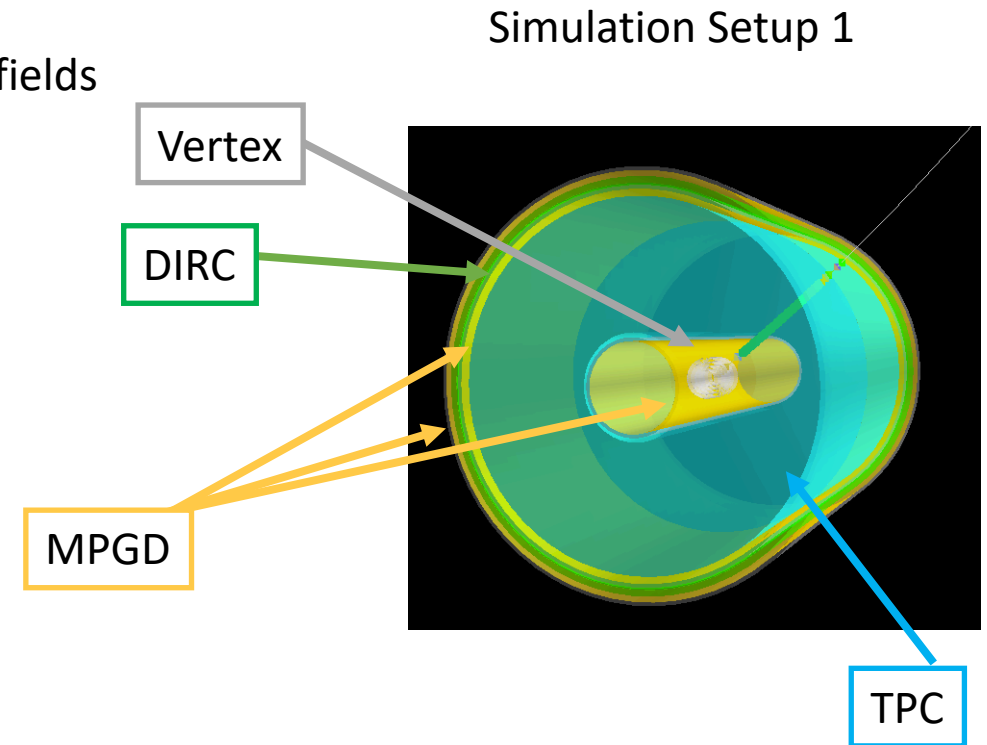 Simulation Setup 1
fields
Vertex
DIRC
MPGD
TPC